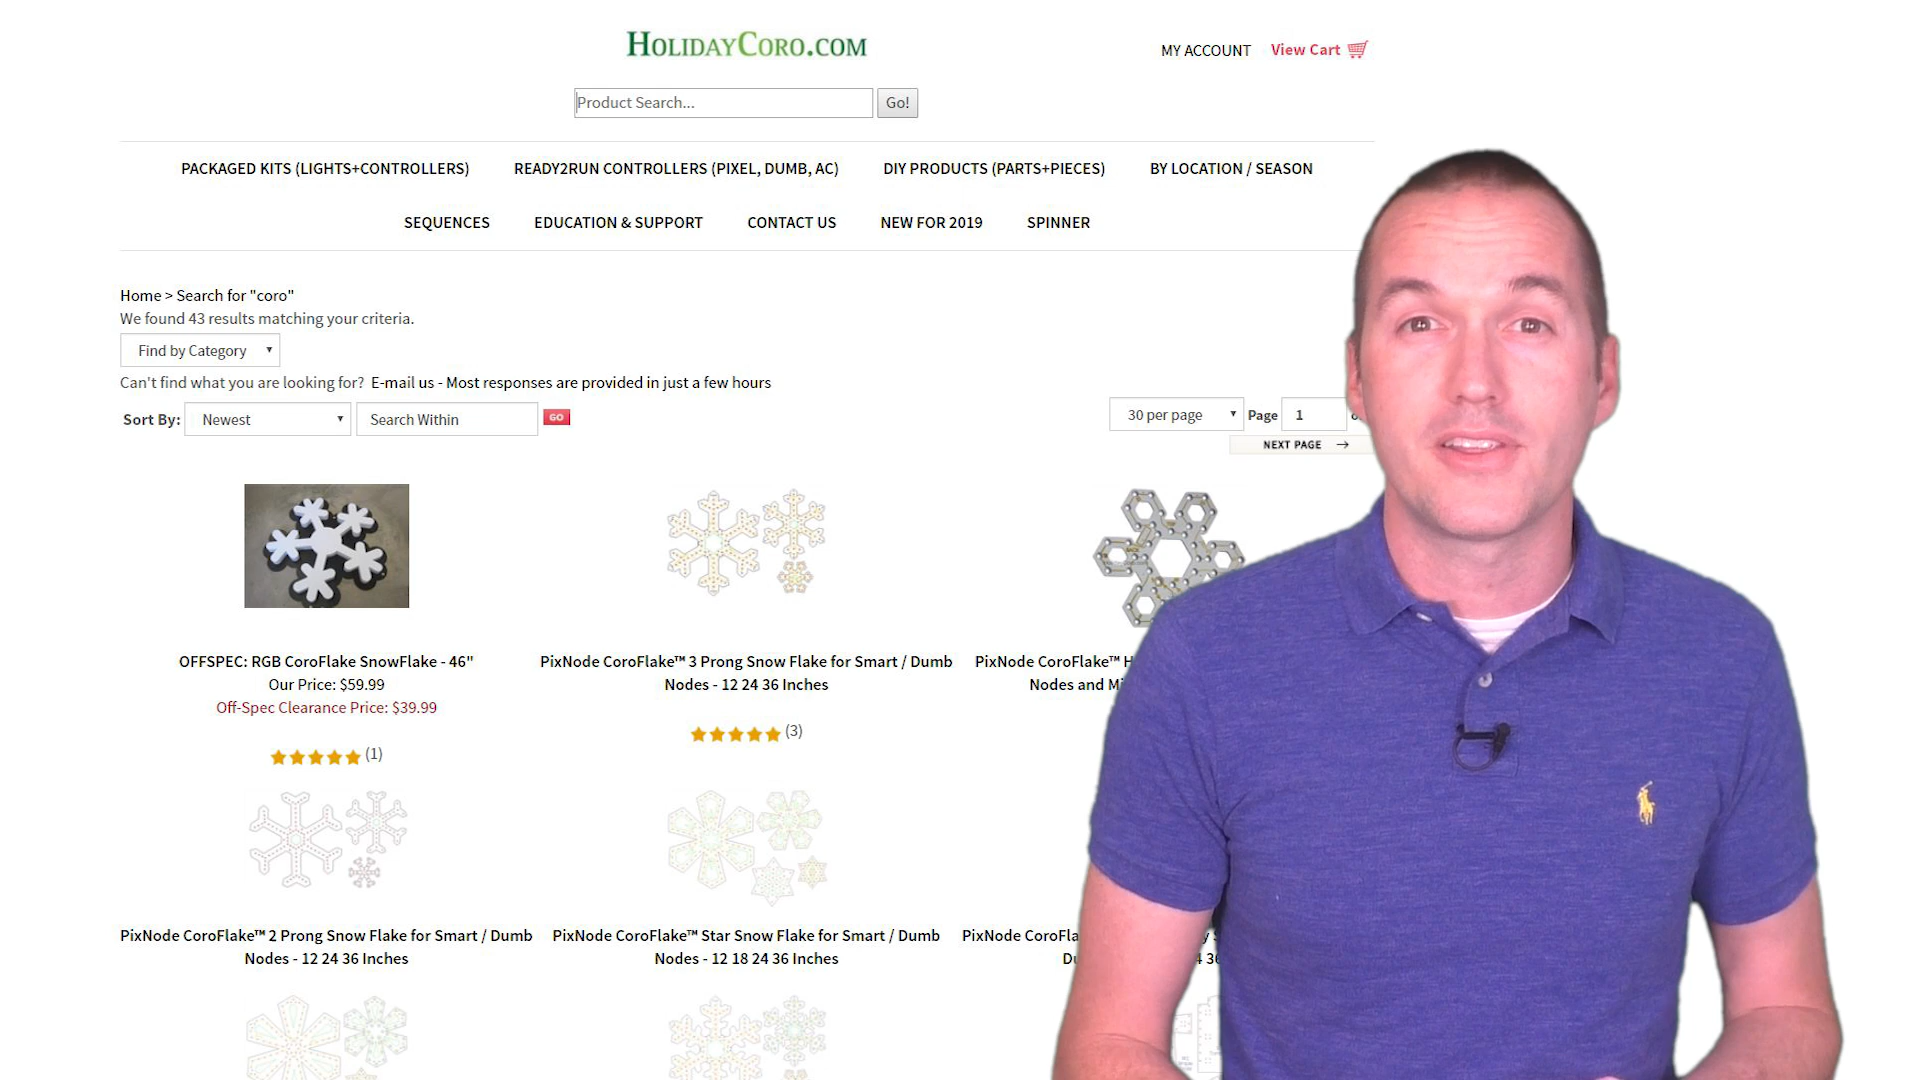 HOLIDAYCORO.COM
MY ACCOUNT View Cart
Product Search... Go!
PACKAGED KITS (LIGHTS+CONTROLLERS) READY2RUN CONTROLLERS (PIXEL, DUMB, AC) DIY PRODUCTS (PARTS+PIECES) BY LOCATION / SEASON
SEQUENCES EDUCATION & SUPPORT CONTACT US NEW FOR 2019 SPINNER
Home > Search for "coro"
We found 43 results matching your criteria.
Find by Category
Can't find what you are looking for? E-mail us - Most responses are provided in just a few hours
Sort By: Newest Search Within GO
30 per page Page 1
NEXT PAGE →
OFFSPEC: RGB CoroFlake SnowFlake - 46"
Our Price: $59.99
Off-Spec Clearance Price: $39.99
(1)
PixNode CoroFlake™ 3 Prong Snow Flake for Smart / Dumb
Nodes - 12 24 36 Inches
(3)
PixNode CoroFlake™ H
Nodes and Mi
PixNode CoroFlake™ 2 Prong Snow Flake for Smart / Dumb
Nodes - 12 24 36 Inches
PixNode CoroFlake™ Star Snow Flake for Smart / Dumb
Nodes - 12 18 24 36 Inches
PixNode CoroFla